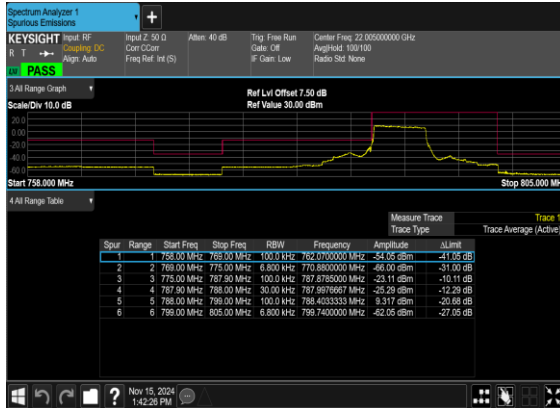 Spectrum Analyzer 1
Spurious Emissions
KEYSIGHT Input: RF Input Z: 50 Ω Atten: 40 dB Trig: Free Run Center Freq: 22.005000000 GHz
R T Coupling: DC Corr CCorr Gate: Off Avg|Hold: 100/100
Align: Auto Freq Ref: Int (S) IF Gain: Low Radio Std: None
PASS
3 All Range Graph
Ref Lvl Offset 7.50 dB
Scale/Div 10.0 dB Ref Value 30.00 dBm
20.0
0.00
-20.0
-40.0
-60.0
Start 758.000 MHz Stop 805.000 MH
4 All Range Table
Measure Trace Trace 1
Trace Type Trace Average (Active)
Spur Range Start Freq Stop Freq RBW Frequency Amplitude ΔLimit
1 1 758.00 MHz 769.00 MHz 100.0 kHz 762.0700000 MHz -54.05 dBm -41.05 dB
2 2 769.00 MHz 775.00 MHz 6.800 kHz 770.8800000 MHz -66.00 dBm -31.00 dB
3 3 775.00 MHz 787.90 MHz 100.0 kHz 787.8785000 MHz -23.11 dBm -10.11 dB
4 4 787.90 MHz 788.00 MHz 30.00 kHz 787.9976667 MHz -25.29 dBm -12.29 dB
5 5 788.00 MHz 799.00 MHz 100.0 kHz 788.4033333 MHz 9.317 dBm -20.68 dB
6 6 799.00 MHz 805.00 MHz 6.800 kHz 799.7400000 MHz -62.05 dBm -27.05 dB
Nov 15, 2024
1:42:26 PM